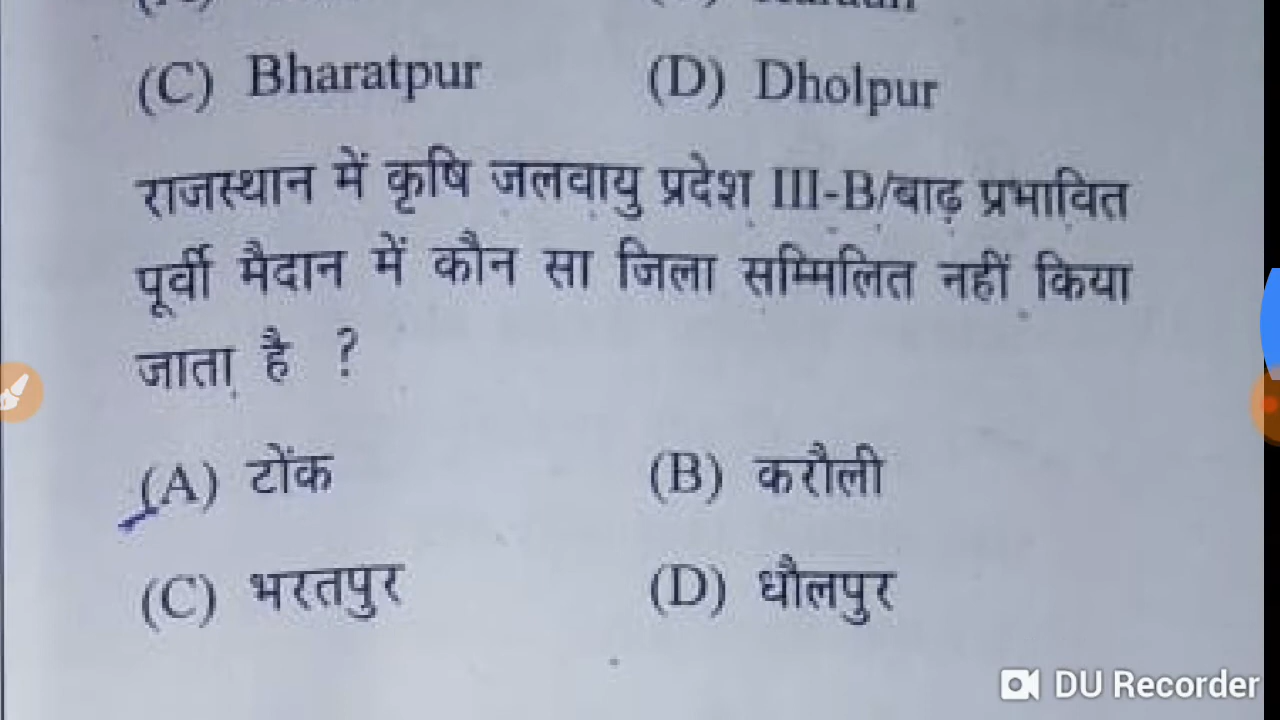 (C) Bharatpur (D) Dholpur
राजस्थान में कृषि जलवायु प्रदेश III-B/बाढ़ प्रभावित
पूर्वी मैदान में कौन सा जिला सम्मिलित नहीं किया
जाता है ?
(A) टोंक (B) करौली
(C) भरतपुर (D) धौलपुर
DU Recorder